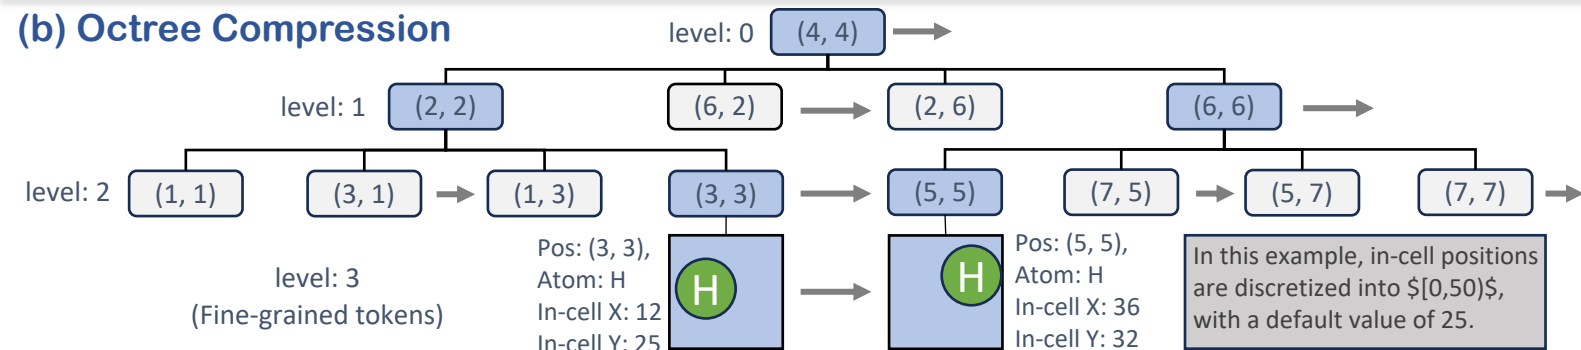 (b) Octree Compression
level: 0
(4, 4)
level: 1
(2, 2)
(6, 2)
(2, 6)
(6, 6)
level: 2
(1, 1)
(3, 1)
(1, 3)
(3, 3)
(5, 5)
(7, 5)
(5, 7)
(7, 7)
level: 3
(Fine-grained tokens)
Pos: (3, 3),
Atom: H
In-cell X: 12
In-cell Y: 25
H
H
Pos: (5, 5),
Atom: H
In-cell X: 36
In-cell Y: 32
In this example, in-cell positions
are discretized into $[0,50)$,
with a default value of 25.